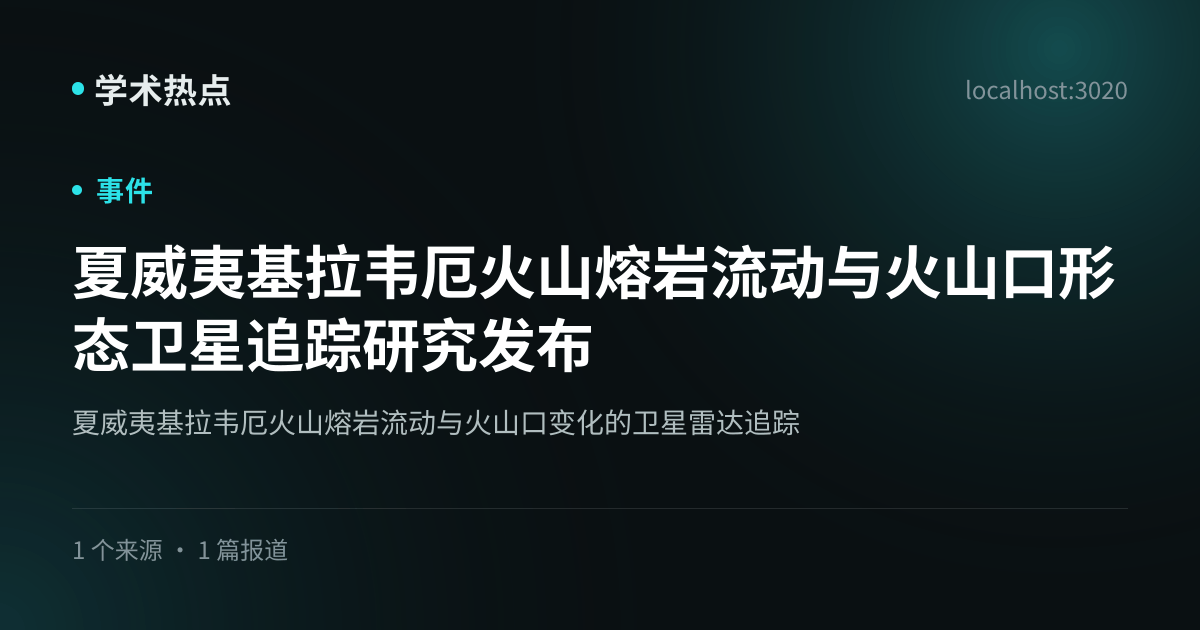 学术热点
localhost:3020
事件
夏威夷基拉韦厄火山熔岩流动与火山口形
态卫星追踪研究发布
夏威夷基拉韦厄火山熔岩流动与火山口变化的卫星雷达追踪
1 个来源 · 1 篇报道